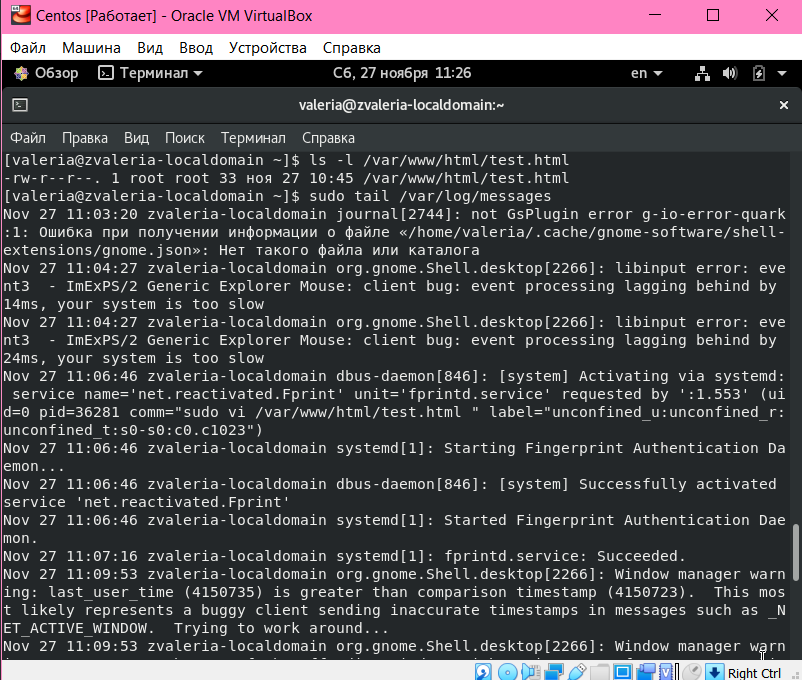 Centos [Работает] - Oracle VM VirtualBox
Файл Машина Вид Ввод Устройства Справка
Обзор Терминал Сб, 27 ноября 11:26 en
valeria@zvaleria-localdomain:~
Файл Правка Вид Поиск Терминал Справка
[valeria@zvaleria-localdomain ~]$ ls -l /var/www/html/test.html
-rw-r--r--. 1 root root 33 ноя 27 10:45 /var/www/html/test.html
[valeria@zvaleria-localdomain ~]$ sudo tail /var/log/messages
Nov 27 11:03:20 zvaleria-localdomain journal[2744]: not GsPlugin error g-io-error-quark
:1: Ошибка при получении информации о файле «/home/valeria/.cache/gnome-software/shell-
extensions/gnome.json»: Нет такого файла или каталога
Nov 27 11:04:27 zvaleria-localdomain org.gnome.Shell.desktop[2266]: libinput error: eve
nt3  - ImExPS/2 Generic Explorer Mouse: client bug: event processing lagging behind by
14ms, your system is too slow
Nov 27 11:04:27 zvaleria-localdomain org.gnome.Shell.desktop[2266]: libinput error: eve
nt3  - ImExPS/2 Generic Explorer Mouse: client bug: event processing lagging behind by
24ms, your system is too slow
Nov 27 11:06:46 zvaleria-localdomain dbus-daemon[846]: [system] Activating via systemd:
 service name='net.reactivated.Fprint' unit='fprintd.service' requested by ':1.553' (ui
d=0 pid=36281 comm="sudo vi /var/www/html/test.html " label="unconfined_u:unconfined_r:
unconfined_t:s0-s0:c0.c1023")
Nov 27 11:06:46 zvaleria-localdomain systemd[1]: Starting Fingerprint Authentication Da
emon...
Nov 27 11:06:46 zvaleria-localdomain dbus-daemon[846]: [system] Successfully activated
service 'net.reactivated.Fprint'
Nov 27 11:06:46 zvaleria-localdomain systemd[1]: Started Fingerprint Authentication Dae
mon.
Nov 27 11:07:16 zvaleria-localdomain systemd[1]: fprintd.service: Succeeded.
Nov 27 11:09:53 zvaleria-localdomain org.gnome.Shell.desktop[2266]: Window manager warn
ing: last_user_time (4150735) is greater than comparison timestamp (4150723).  This mos
t likely represents a buggy client sending inaccurate timestamps in messages such as _N
ET_ACTIVE_WINDOW.  Trying to work around...
Nov 27 11:09:53 zvaleria-localdomain org.gnome.Shell.desktop[2266]: Window manager warn
Right Ctrl